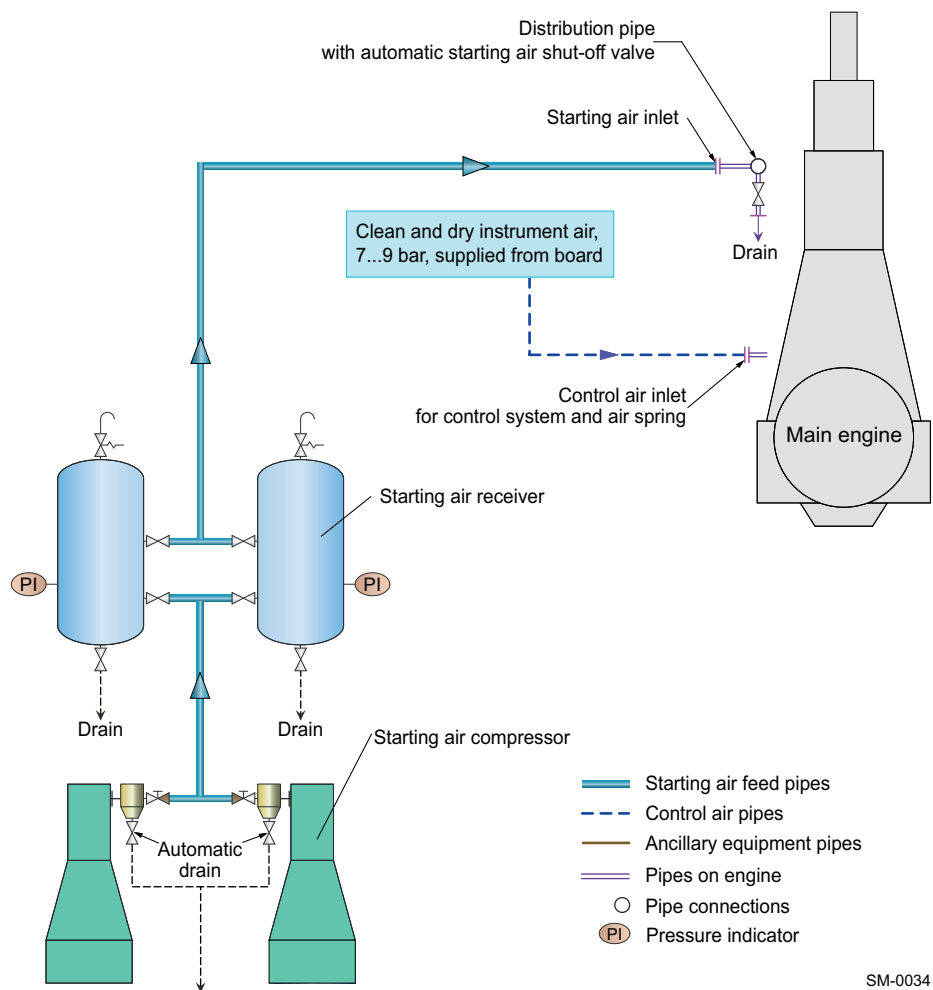 Distribution pipe
with automatic starting air shut-off valve
Starting air inlet
Clean and dry instrument air,
7...9 bar, supplied from board
Drain
Control air inlet
for control system and air spring
Main engine
Starting air receiver
PI
PI
Drain
Drain
Starting air compressor
Automatic
drain
Starting air feed pipes
Control air pipes
Ancillary equipment pipes
Pipes on engine
Pipe connections
PI
Pressure indicator
SM-0034